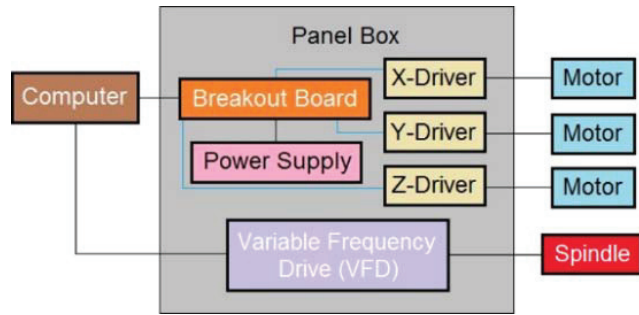 Panel Box
Computer
Breakout Board
Power Supply
X-Driver
Motor
Y-Driver
Motor
Z-Driver
Motor
Variable Frequency
Drive (VFD)
Spindle